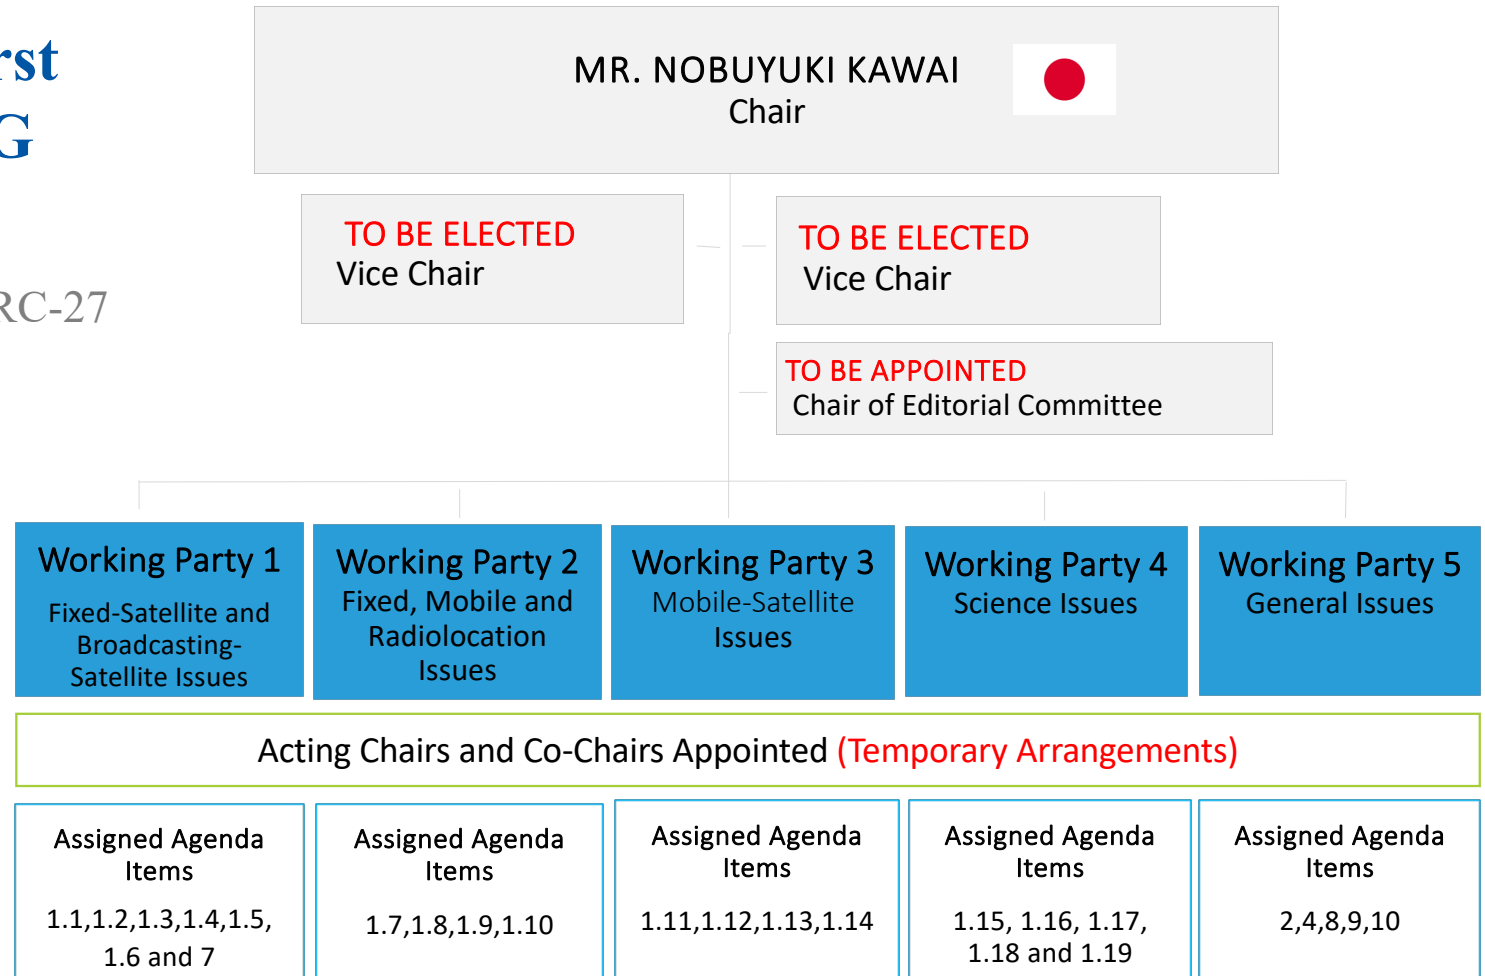 rst
G
RC-27
MR. NOBUYUKI KAWAI
Chair
TO BE ELECTED
Vice Chair
TO BE ELECTED
Vice Chair
TO BE APPOINTED
Chair of Editorial Committee
Working Party 1
Fixed-Satellite and
Broadcasting-
Satellite Issues
Working Party 2
Fixed, Mobile and
Radiolocation
Issues
Working Party 3
Mobile-Satellite
Issues
Working Party 4
Science Issues
Working Party 5
General Issues
Acting Chairs and Co-Chairs Appointed (Temporary Arrangements)
Assigned Agenda
Items
1.1,1.2,1.3,1.4,1.5,
1.6 and 7
Assigned Agenda
Items
1.7,1.8,1.9,1.10
Assigned Agenda
Items
1.11,1.12,1.13,1.14
Assigned Agenda
Items
1.15, 1.16, 1.17,
1.18 and 1.19
Assigned Agenda
Items
2,4,8,9,10